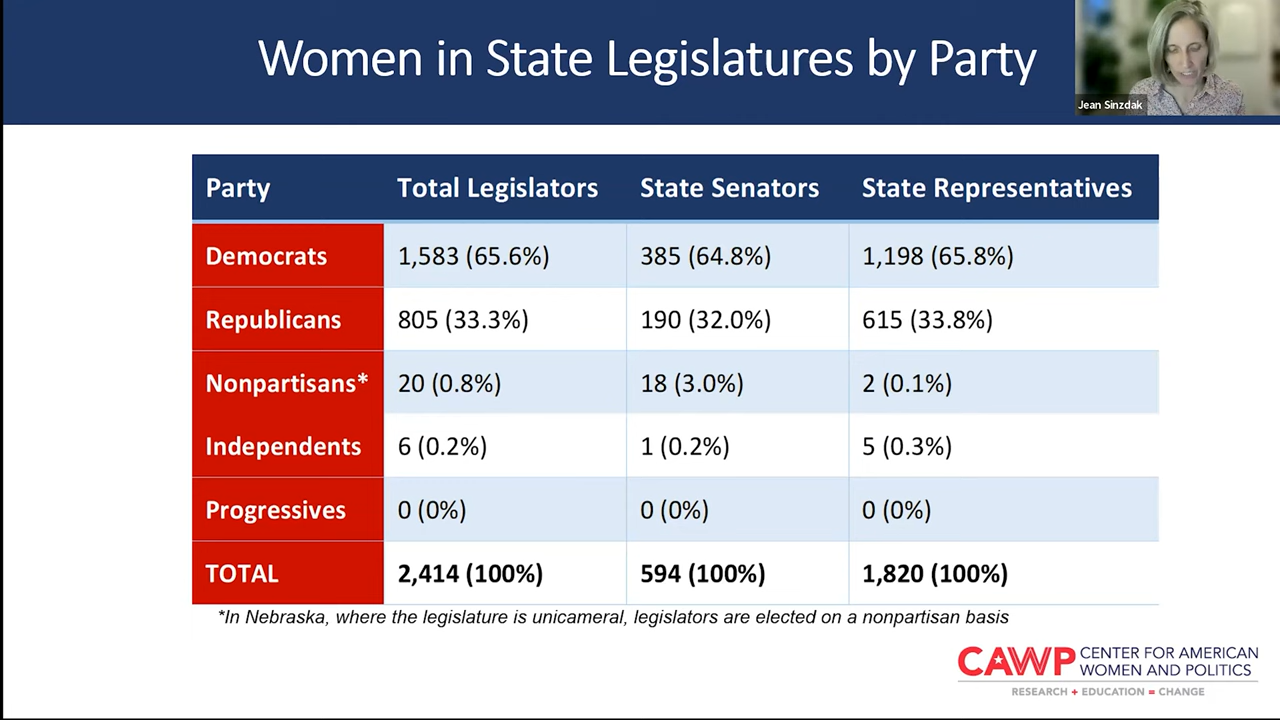 Women in State Legislatures by Party
Jean Sinzdak
Party Total Legislators State Senators State Representatives
Democrats 1,583 (65.6%) 385 (64.8%) 1,198 (65.8%)
Republicans 805 (33.3%) 190 (32.0%) 615 (33.8%)
Nonpartisans* 20 (0.8%) 18 (3.0%) 2 (0.1%)
Independents 6 (0.2%) 1 (0.2%) 5 (0.3%)
Progressives 0 (0%) 0 (0%) 0 (0%)
TOTAL 2,414 (100%) 594 (100%) 1,820 (100%)
*In Nebraska, where the legislature is unicameral, legislators are elected on a nonpartisan basis
CAWP CENTER FOR AMERICAN
WOMEN AND POLITICS
RESEARCH + EDUCATION = CHANGE